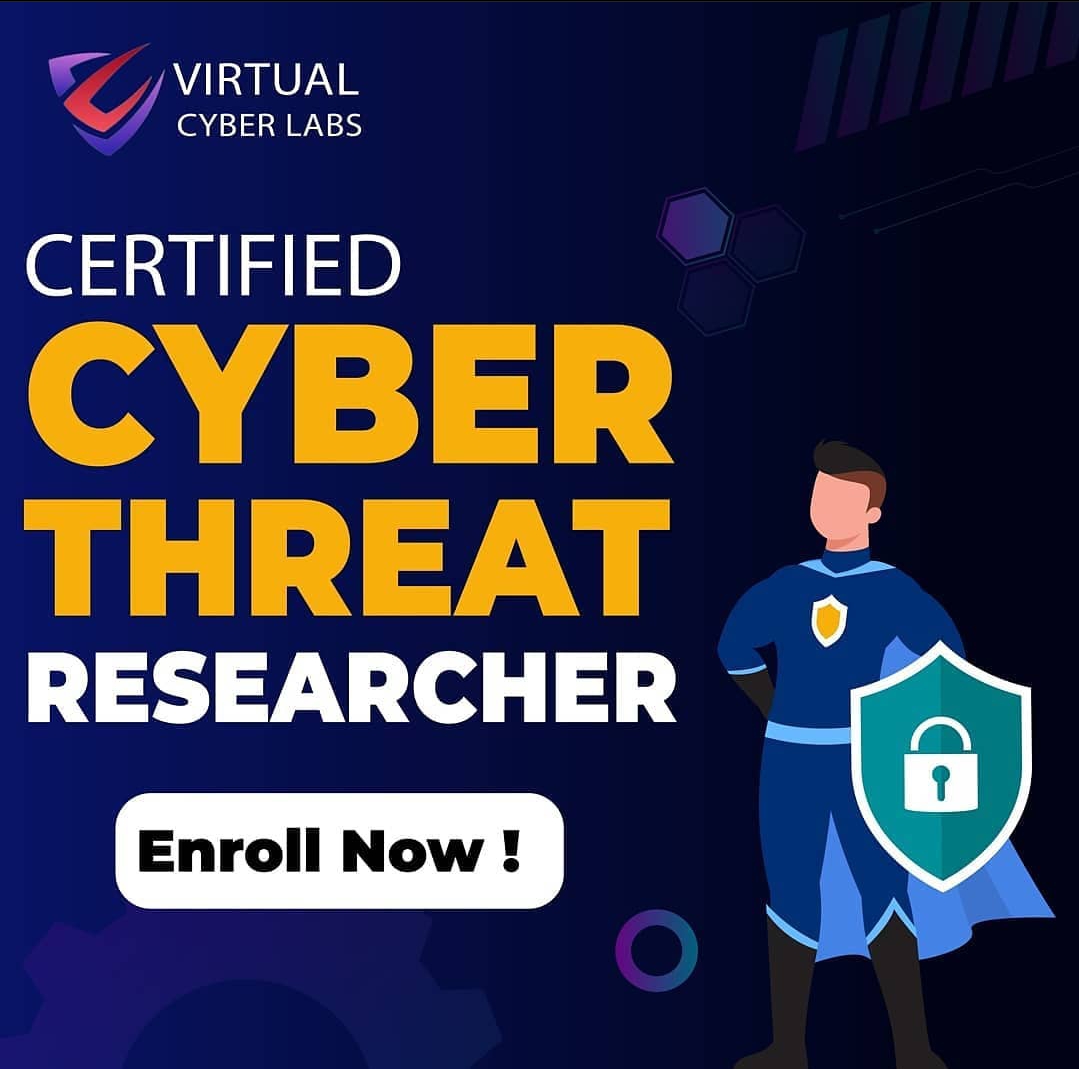 VIRTUAL
CYBER LABS
CERTIFIED
CYBER
THREAT
RESEARCHER
Enroll Now !